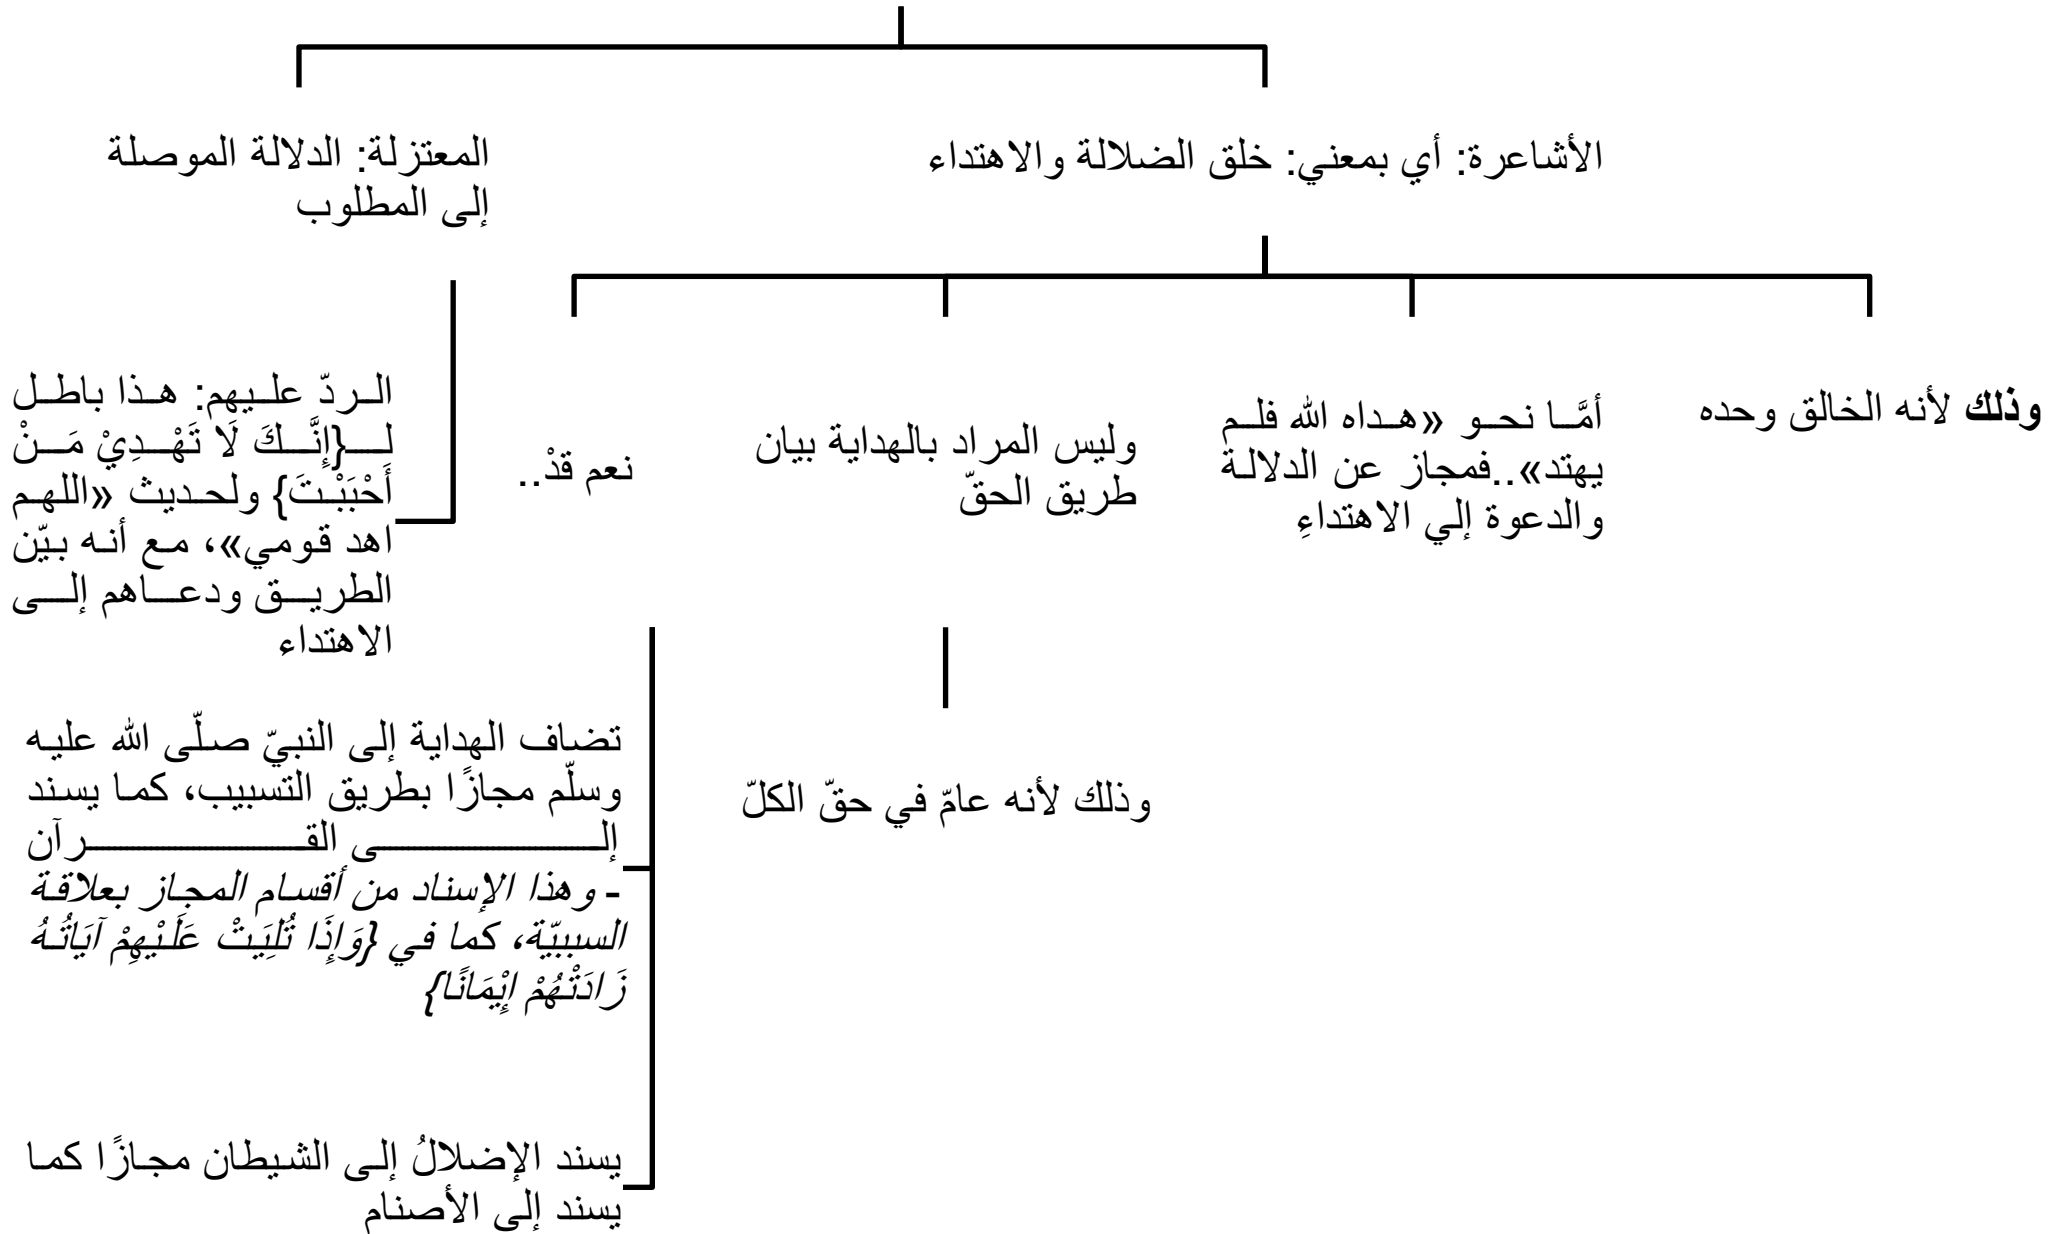 الأشاعرة: أي بمعني: خلق الضلالة والاهتداء
المعتزلة: الدلالة الموصلة
إلى المطلوب
وذلك لأنه الخالق وحده
أمَّا نحو «هداه الله فلم
يهتد»..فمجاز عن الدلالة
والدعوة إلي الاهتداءِ
وليس المراد بالهداية بيان
طريق الحقّ
نعم قدْ..
الردّ عليهم: هذا باطل
لـ{إِنَّكَ لَا تَهْدِيْ مَنْ
أَحْبَبْتَ} ولحديث «اللهم
اهد قومي»، مع أنه بيّن
الطريق ودعاهم إلى
الاهتداء
وذلك لأنه عامّ في حقّ الكلّ
تضاف الهداية إلى النبيّ صلّى الله عليه
وسلّم مجازًا بطريق التسبيب، كما يسند
إلى القرآن
- وهذا الإسناد من أقسام المجاز بعلاقة
السببيّة، كما في {وَإِذَا تُلِيَتْ عَلَيْهِمْ آيَاتُهُ
زَادَتْهُمْ إِيْمَانًا}
يسند الإضلالُ إلى الشيطان مجازًا كما
يسند إلى الأصنام